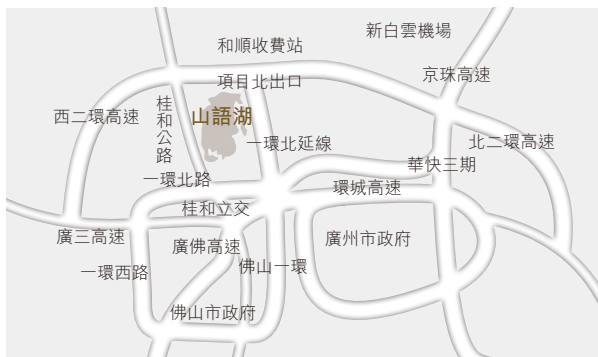 新白雲機場
和順收費站
京珠高速
項目北出口
桂和公路
山語湖
西二環高速
一環北延線
北二環高速
華快三期
一環北路
環城高速
桂和立交
廣三高速
廣佛高速
廣州市政府
佛山一環
一環西路
佛山市政府